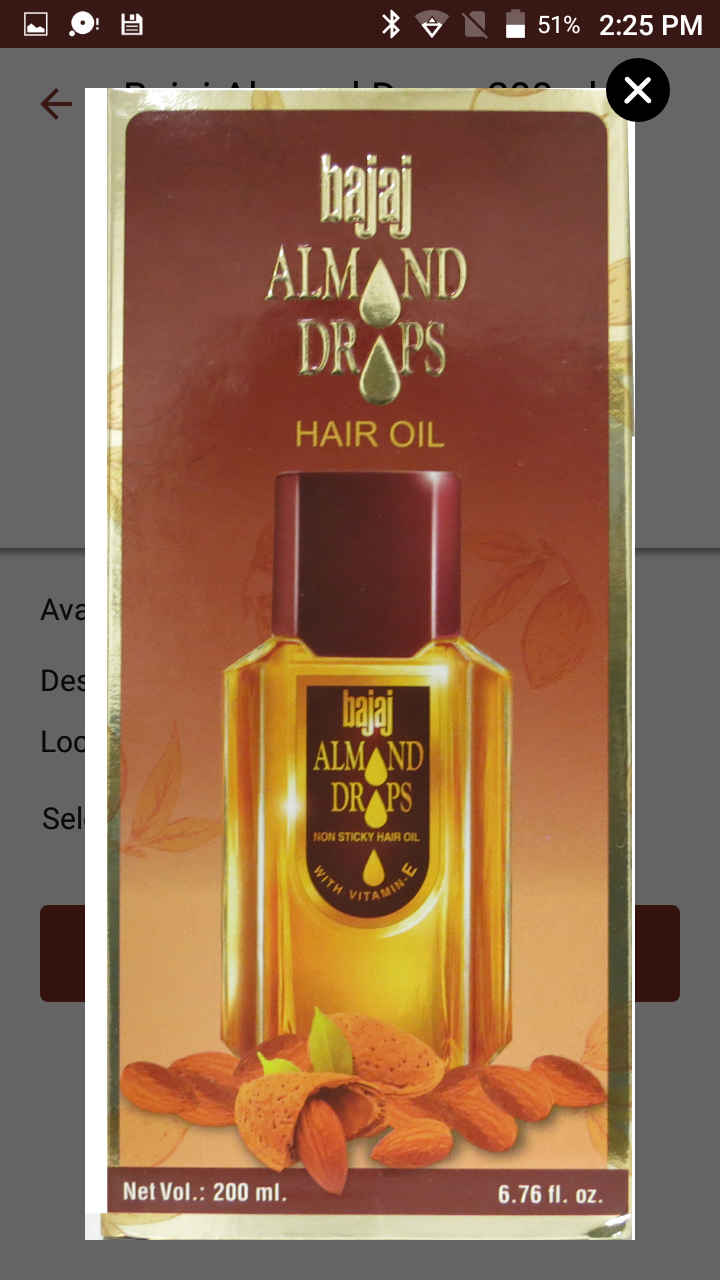 51% 2:25 PM
bajaj
ALMOND
DROPS
HAIR OIL
bajaj
ALMOND
DROPS
NON STICKY HAIR OIL
WITH VITAMIN-E
Net Vol.: 200 ml. 6.76 fl. oz.